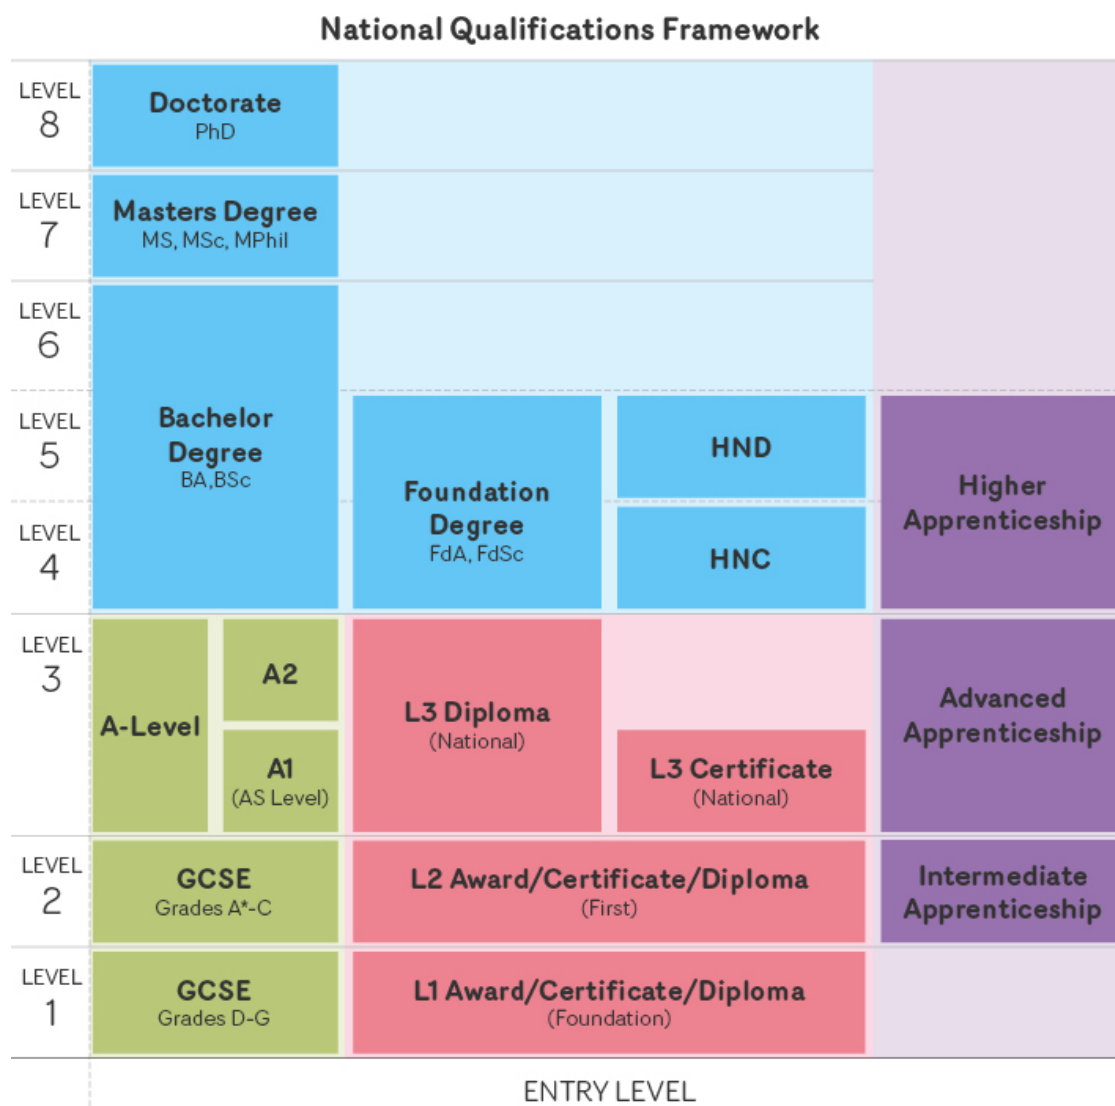 National Qualifications Framework
LEVEL
8
Doctorate
PhD
LEVEL
7
Masters Degree
MS, MSc, MPhil
LEVEL
6
LEVEL
5
LEVEL
4
Bachelor
Degree
BA,BSc
Foundation
Degree
FdA, FdSc
HND
HNC
Higher
Apprenticeship
LEVEL
3
A-Level
A2
A1
(AS Level)
L3 Diploma
(National)
L3 Certificate
(National)
Advanced
Apprenticeship
LEVEL
2
GCSE
Grades A*-C
L2 Award/Certificate/Diploma
(First)
Intermediate
Apprenticeship
LEVEL
1
GCSE
Grades D-G
L1 Award/Certificate/Diploma
(Foundation)
ENTRY LEVEL